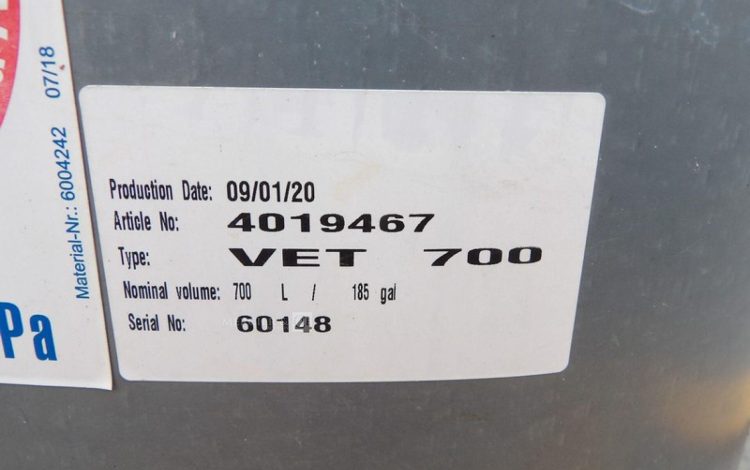 Material-Nr.: 6004242 07/18
Pa
Production Date: 09/01/20
Article No: 4019467
Type: VET 700
Nominal volume: 700 L / 185 gal
Serial No: 60148